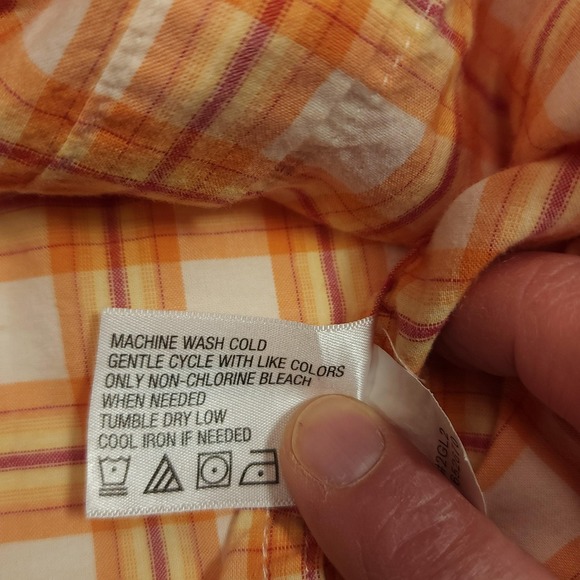 MACHINE WASH COLD
GENTLE CYCLE WITH LIKE COLORS
ONLY NON-CHLORINE BLEACH
WHEN NEEDED
TUMBLE DRY LOW
COOL IRON IF NEEDED